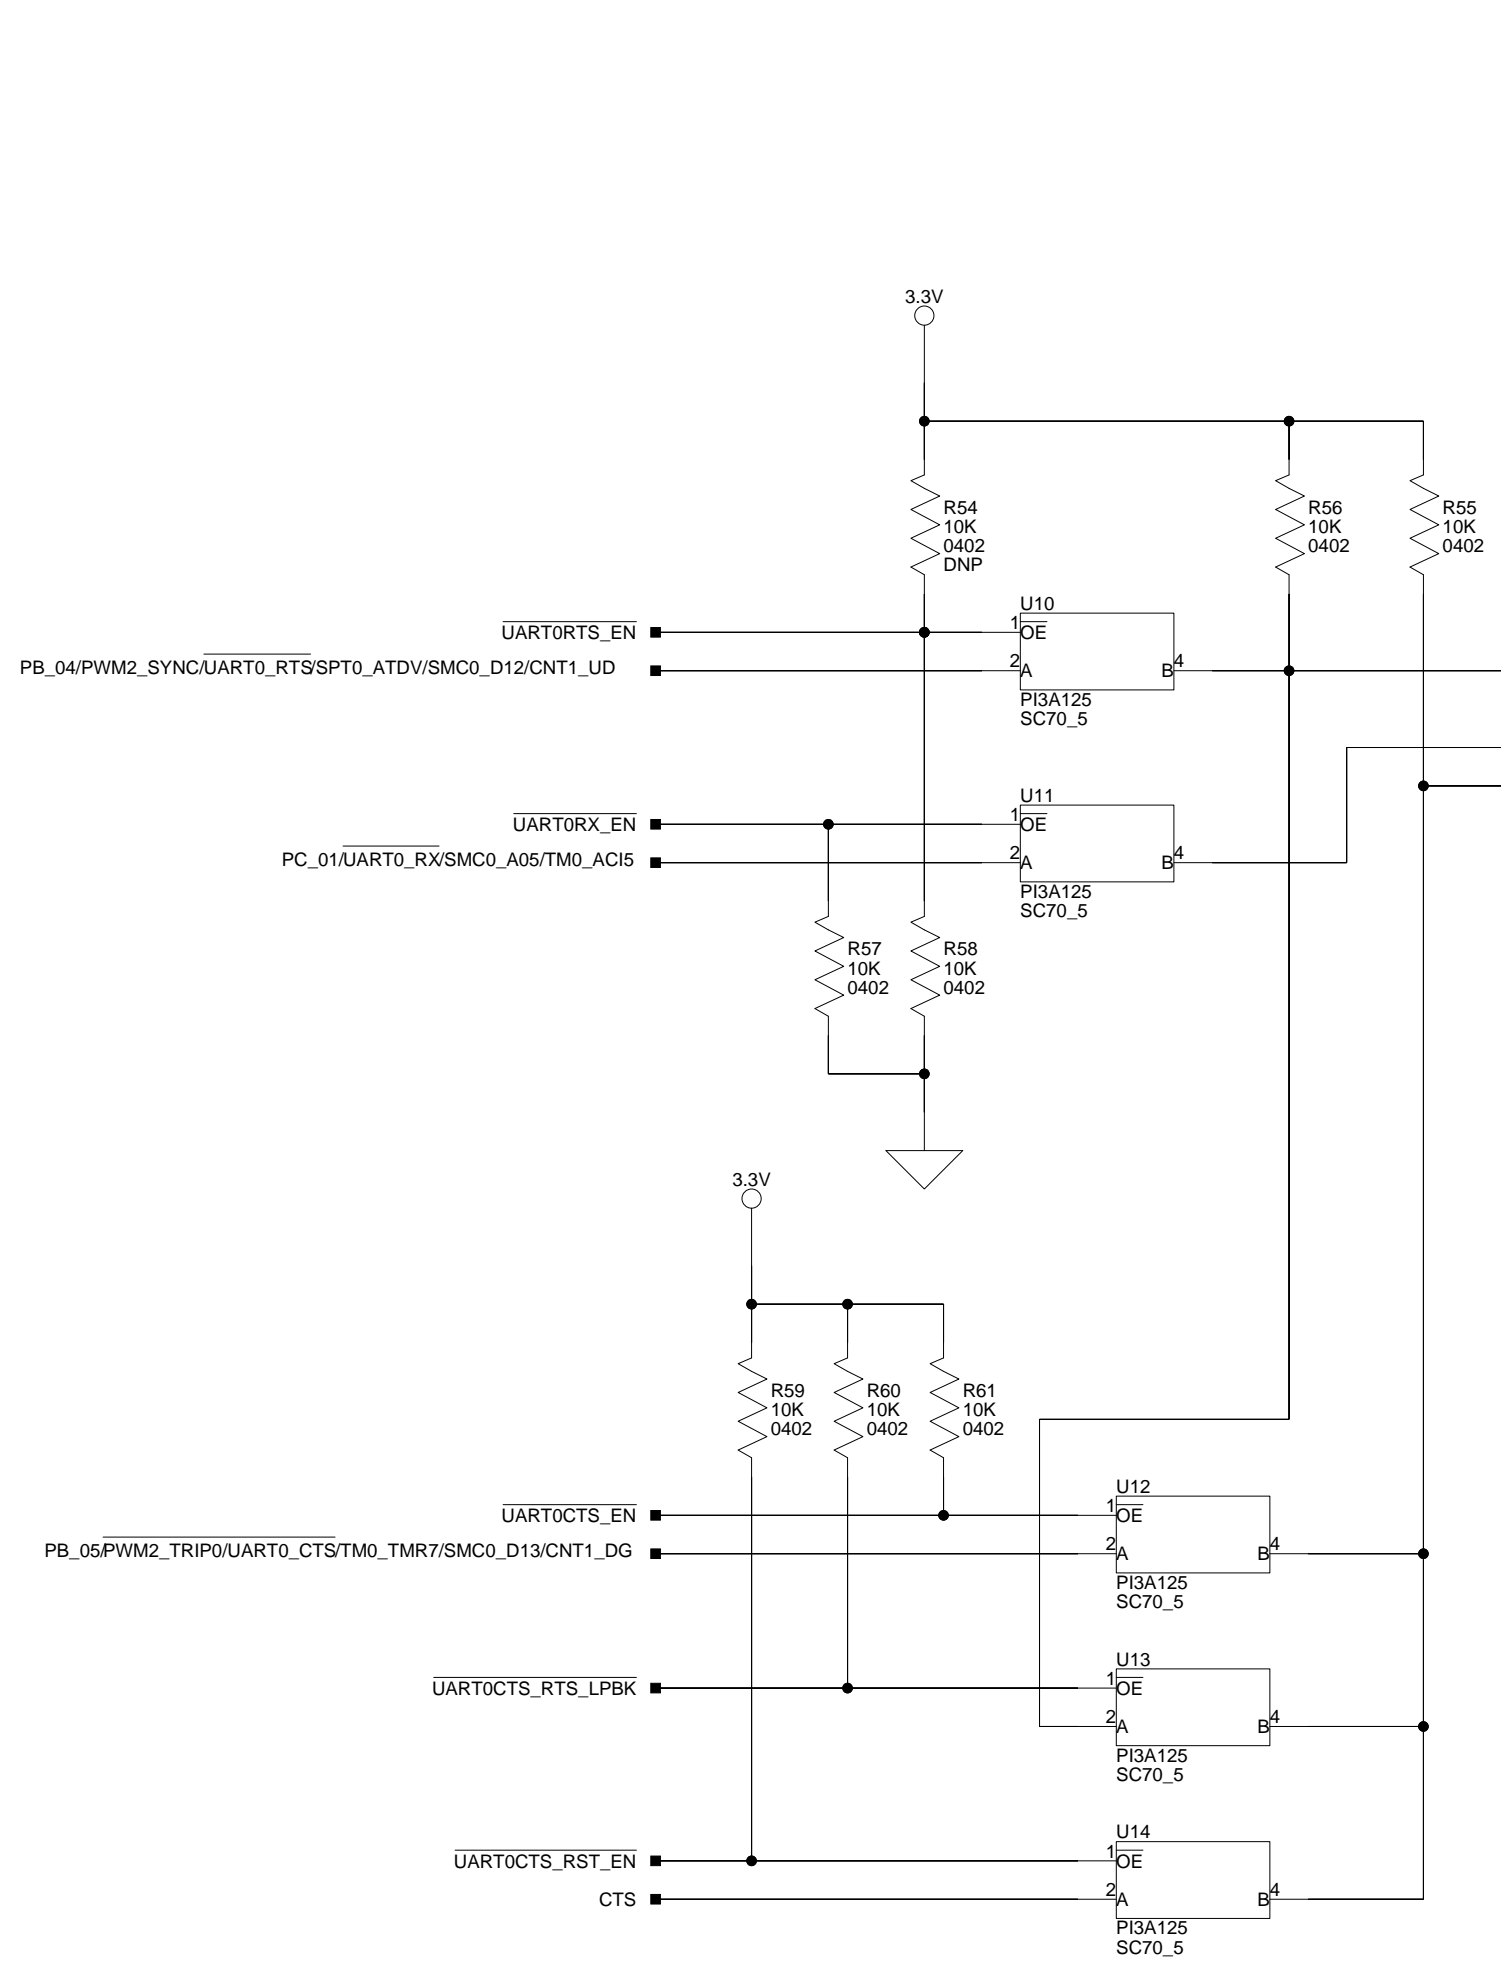 3.3V
R54
10K
0402
DNP
R56
10K
0402
R55
10K
0402
U10
UART0RTS_EN
1
OE
PB_04/PWM2_SYNC/UART0_RTS/SPT0_ATDV/SMC0_D12/CNT1_UD
2
A
B
4
PI3A125
SC70_5
U11
UART0RX_EN
1
OE
PC_01/UART0_RX/SMC0_A05/TM0_ACI5
2
A
B
4
PI3A125
SC70_5
R57
10K
0402
R58
10K
0402
3.3V
R59
10K
0402
R60
10K
0402
R61
10K
0402
U12
UART0CTS_EN
1
OE
PB_05/PWM2_TRIP0/UART0_CTS/TM0_TMR7/SMC0_D13/CNT1_DG
2
A
B
4
PI3A125
SC70_5
U13
UART0CTS_RTS_LPBK
1
OE
2
A
B
4
PI3A125
SC70_5
U14
UART0CTS_RST_EN
1
OE
CTS
2
A
B
4
PI3A125
SC70_5